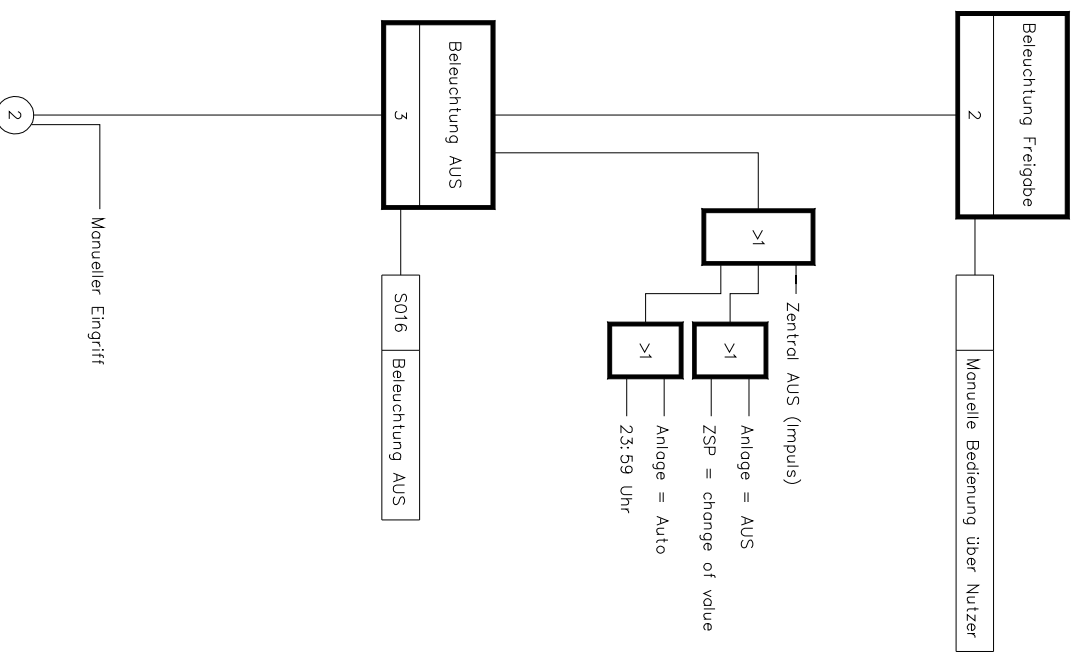 Beleuchtung Freigabe
2
Manuelle Bedienung über Nutzer
>1
Zentral AUS (Impuls)
>1
Anlage = AUS
ZSP = change of value
>1
Anlage = Auto
23:59 Uhr
Beleuchtung AUS
3
S016
Beleuchtung AUS
Manueller Eingriff
2